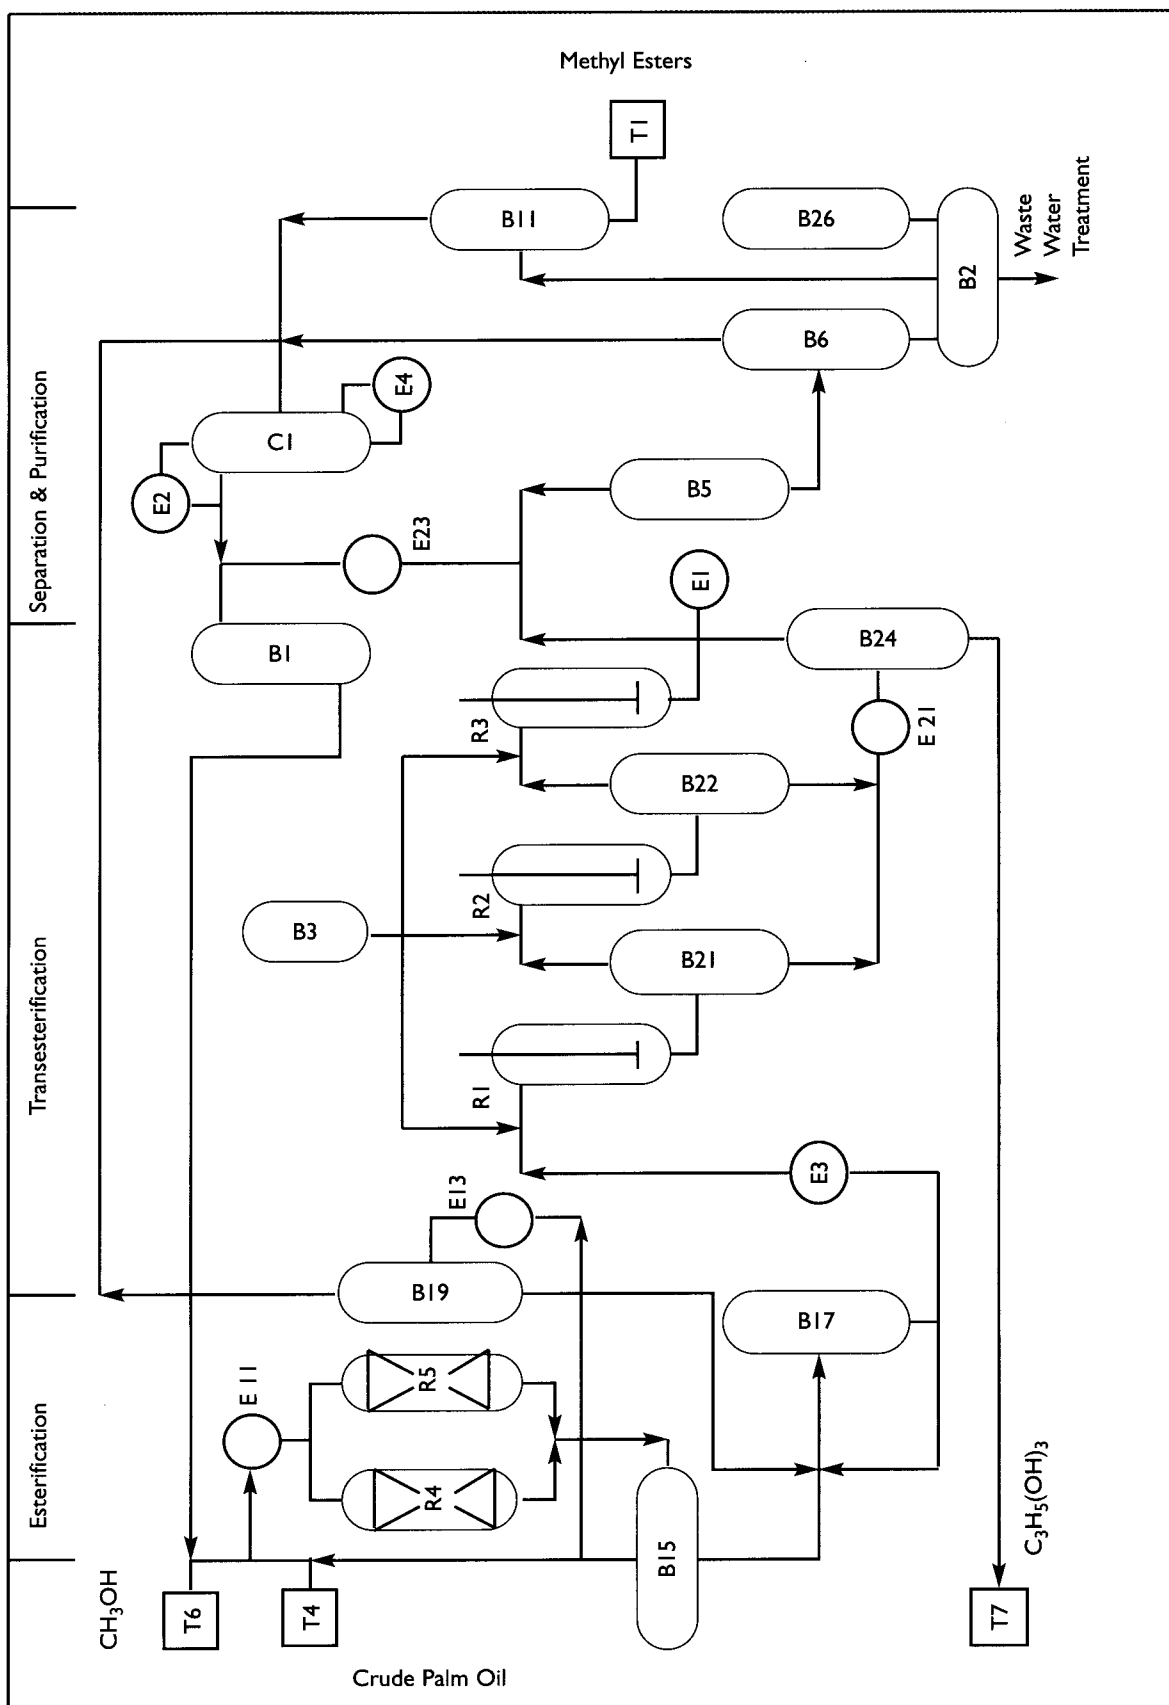 Methyl Esters
T1
B11
B26
Waste
Water
Treatment
B2
B6
Separation & Purification
E4
C1
E2
B5
E23
E1
B1
B24
R3
E 21
B22
Transesterification
B3
R2
B21
R1
E3
E13
B19
B17
E 11
R5
Esterification
R4
C₃H₅(OH)₃
B15
CH₃OH
T6
T4
T7
Crude Palm Oil